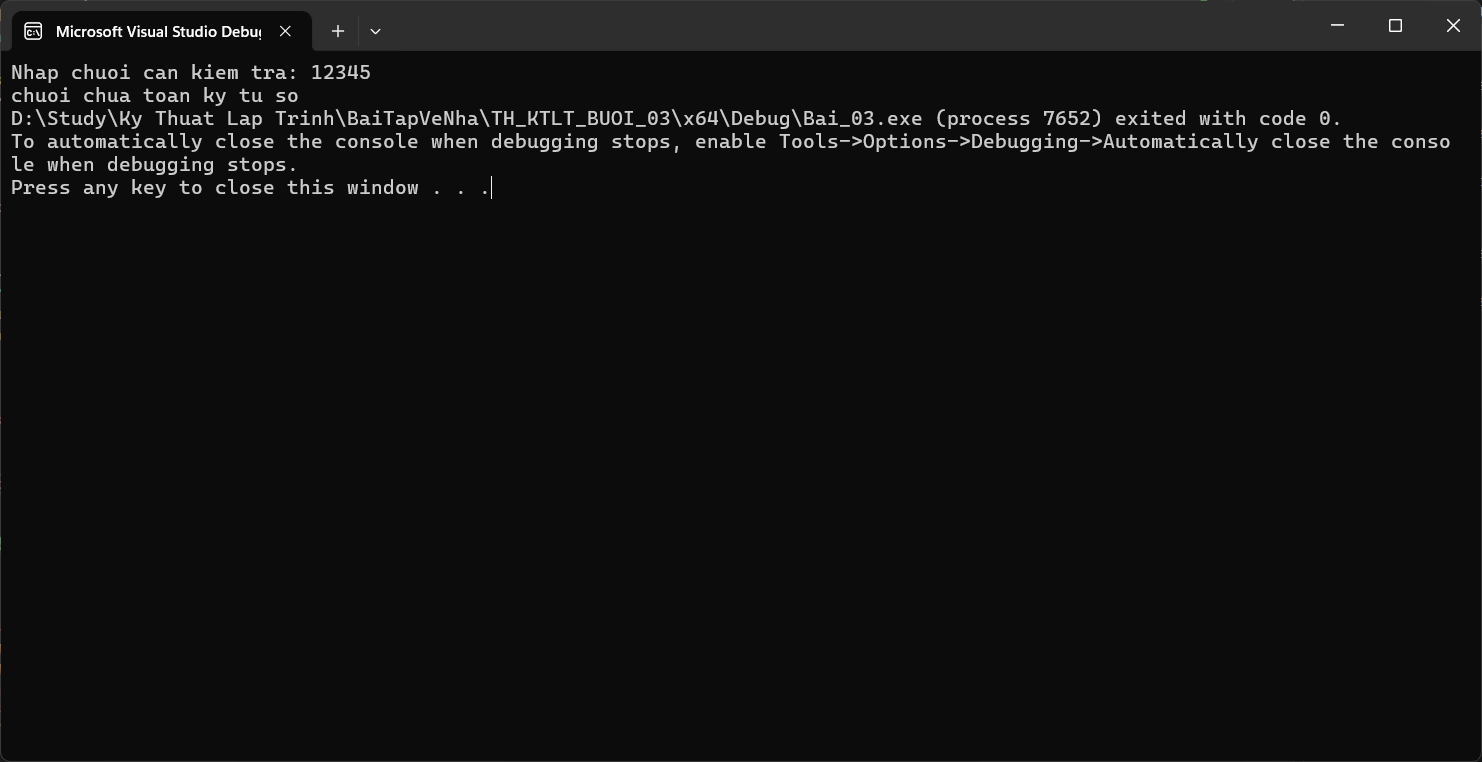 Microsoft Visual Studio Debu
Nhap chuoi can kiem tra: 12345
chuoi chua toan ky tu so
D:\Study\Ky Thuat Lap Trinh\BaiTapVeNha\TH_KTLT_BUOI_03\x64\Debug\Bai_03.exe (process 7652) exited with code 0.
To automatically close the console when debugging stops, enable Tools->Options->Debugging->Automatically close the conso
le when debugging stops.
Press any key to close this window . . .